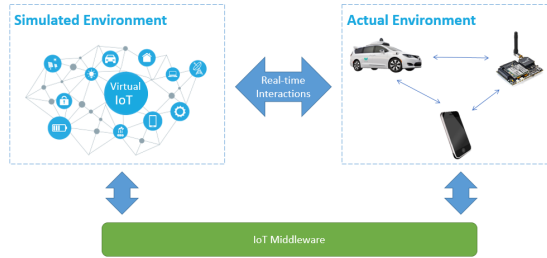 Simulated Environment
Actual Environment
Virtual
IoT
Real-time
Interactions
IoT Middleware